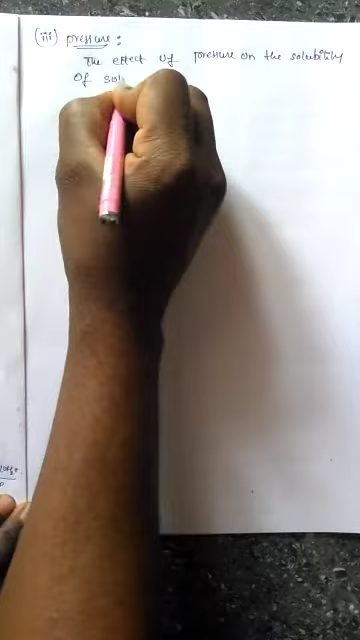 (iii) pressure :
The effect of pressure on the solubility
of sol